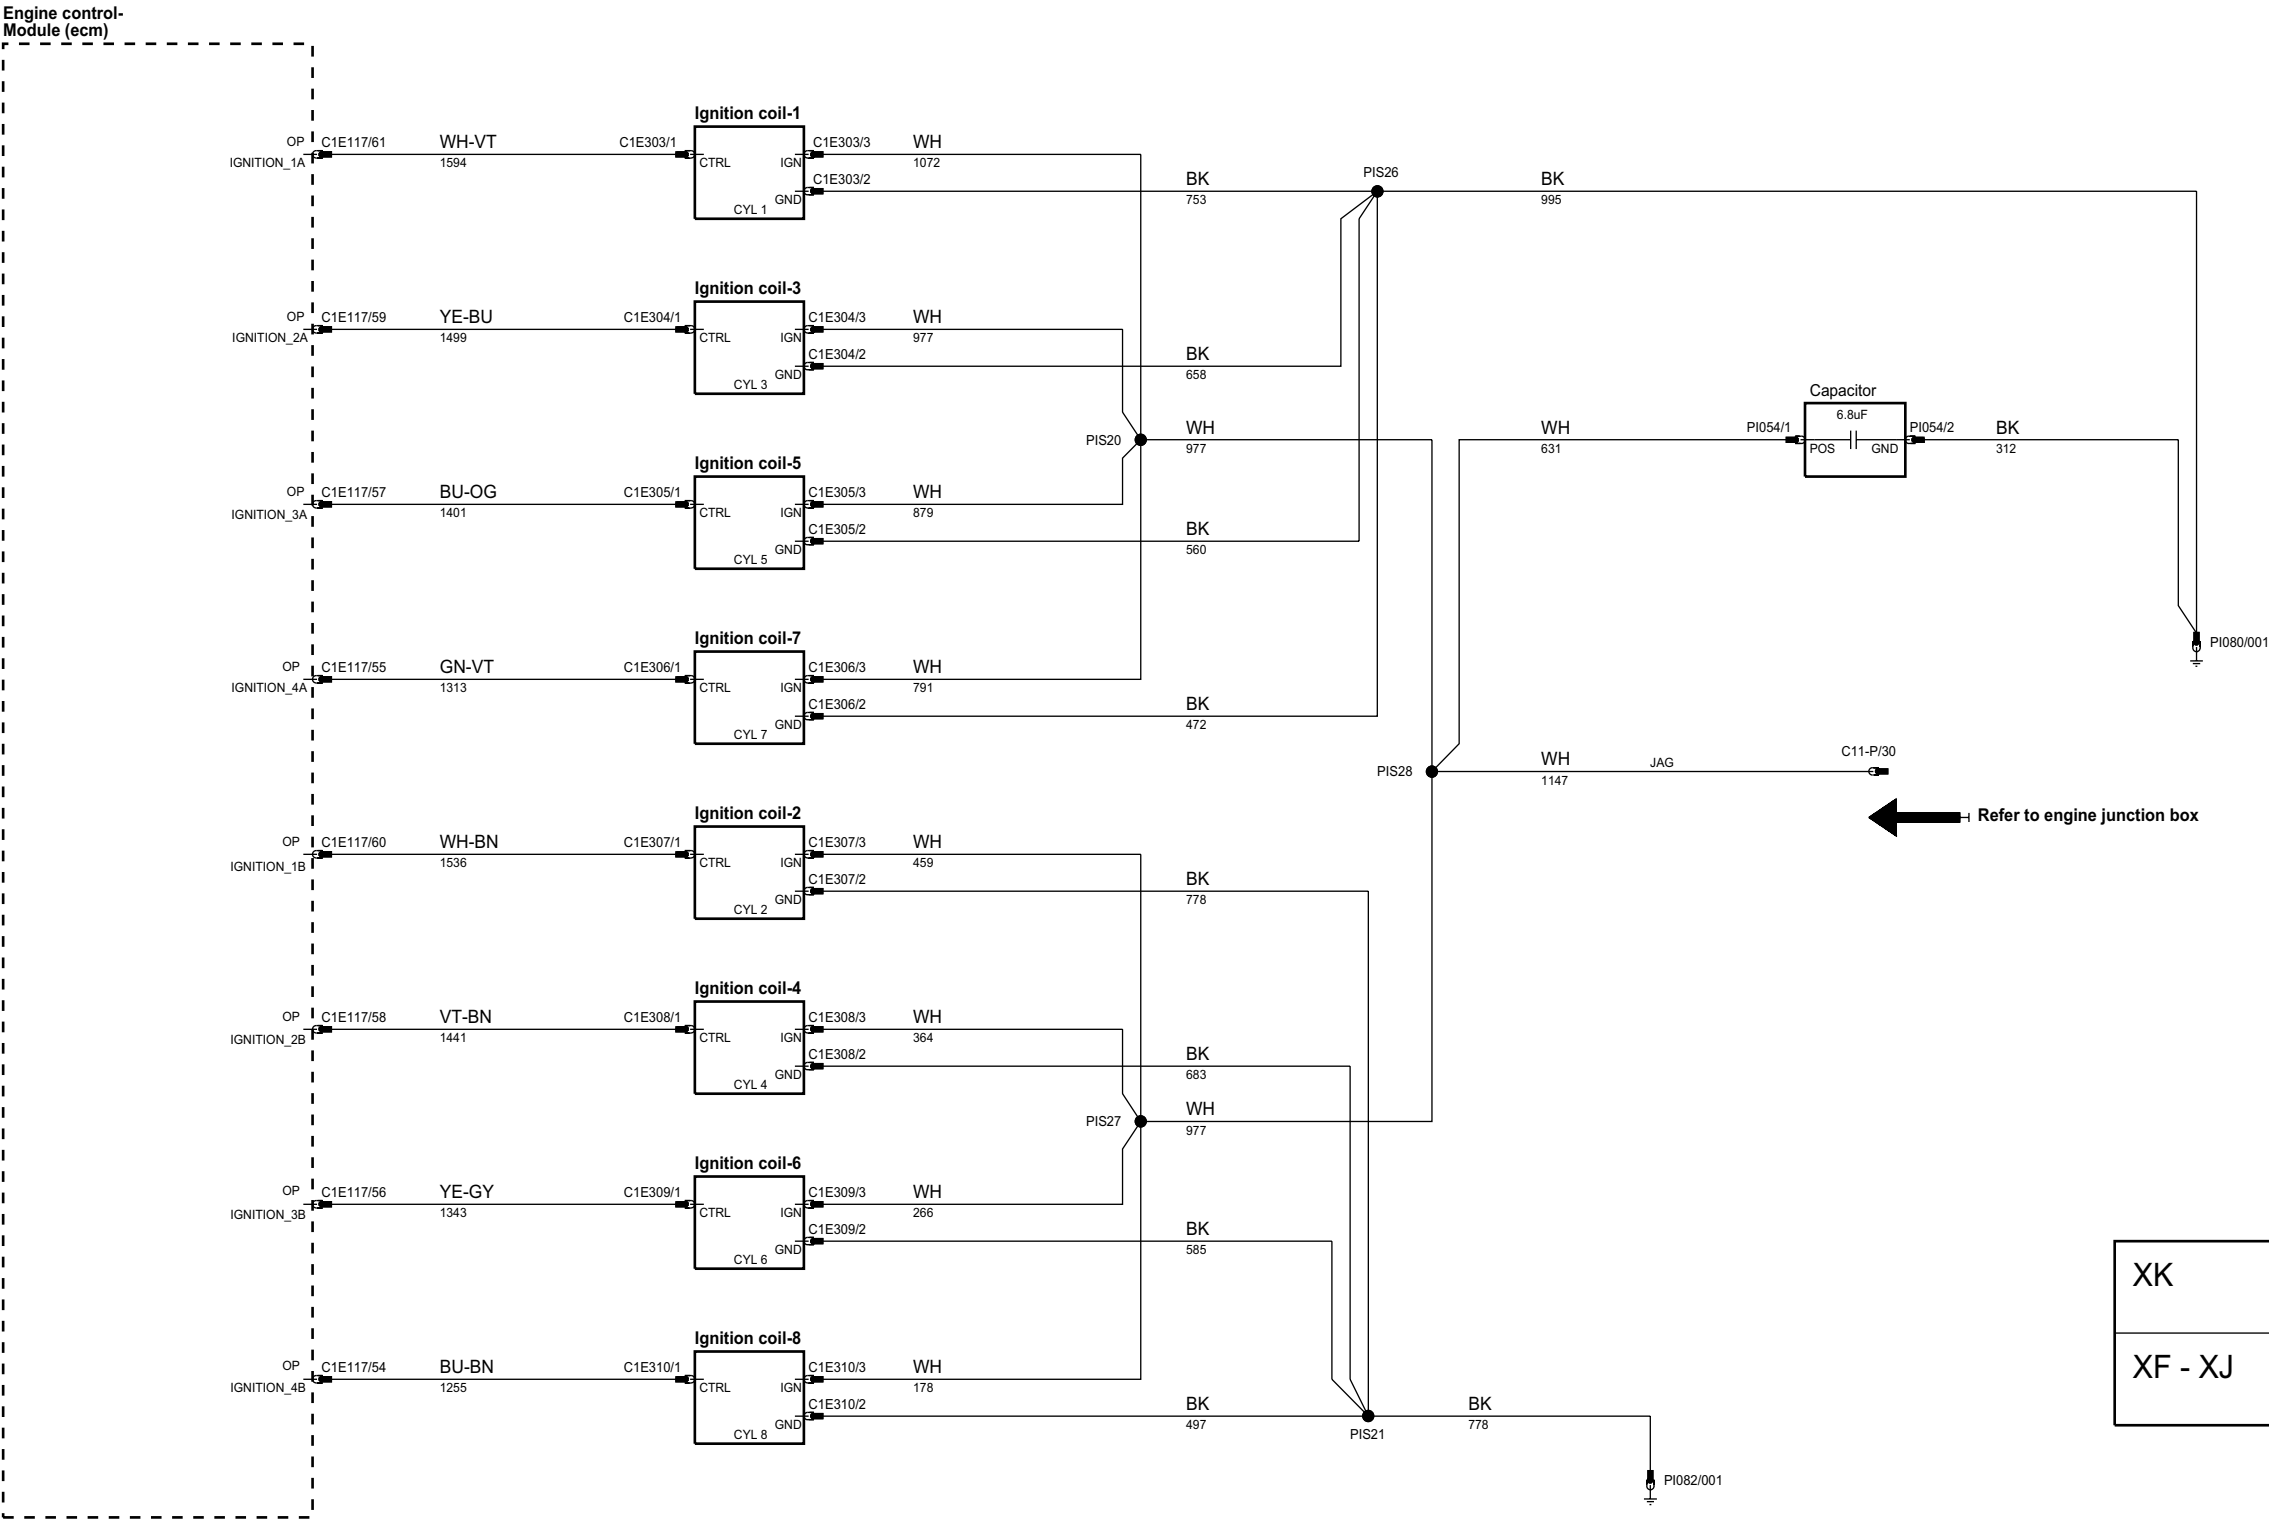 Engine control-
Module (ecm)
Ignition coil-1
OP
C1E117/61
WH-VT
C1E303/1
C1E303/3
WH
IGNITION_1A
1594
CTRL
IGN
1072
C1E303/2
BK
PIS26
BK
GND
CYL 1
753
995
Ignition coil-3
OP
C1E117/59
YE-BU
C1E304/1
C1E304/3
WH
IGNITION_2A
1499
CTRL
IGN
977
C1E304/2
BK
GND
CYL 3
658
Capacitor
6.8uF
PIS20
WH
977
WH
631
PI054/1
POS
GND
PI054/2
BK
312
Ignition coil-5
OP
C1E117/57
BU-OG
C1E305/1
C1E305/3
WH
IGNITION_3A
1401
CTRL
IGN
879
C1E305/2
BK
GND
CYL 5
560
Ignition coil-7
PI080/001
OP
C1E117/55
GN-VT
C1E306/1
C1E306/3
WH
IGNITION_4A
1313
CTRL
IGN
791
C1E306/2
BK
GND
CYL 7
472
PIS28
WH
1147
JAG
C11-P/30
Refer to engine junction box
Ignition coil-2
OP
C1E117/60
WH-BN
C1E307/1
C1E307/3
WH
IGNITION_1B
1536
CTRL
IGN
459
C1E307/2
BK
GND
CYL 2
778
Ignition coil-4
OP
C1E117/58
VT-BN
C1E308/1
C1E308/3
WH
IGNITION_2B
1441
CTRL
IGN
364
C1E308/2
BK
GND
CYL 4
683
PIS27
WH
977
Ignition coil-6
OP
C1E117/56
YE-GY
C1E309/1
C1E309/3
WH
IGNITION_3B
1343
CTRL
IGN
266
C1E309/2
BK
GND
CYL 6
585
XK
XF - XJ
Ignition coil-8
OP
C1E117/54
BU-BN
C1E310/1
C1E310/3
WH
IGNITION_4B
1255
CTRL
IGN
178
C1E310/2
BK
BK
GND
CYL 8
497
PIS21
778
PI082/001